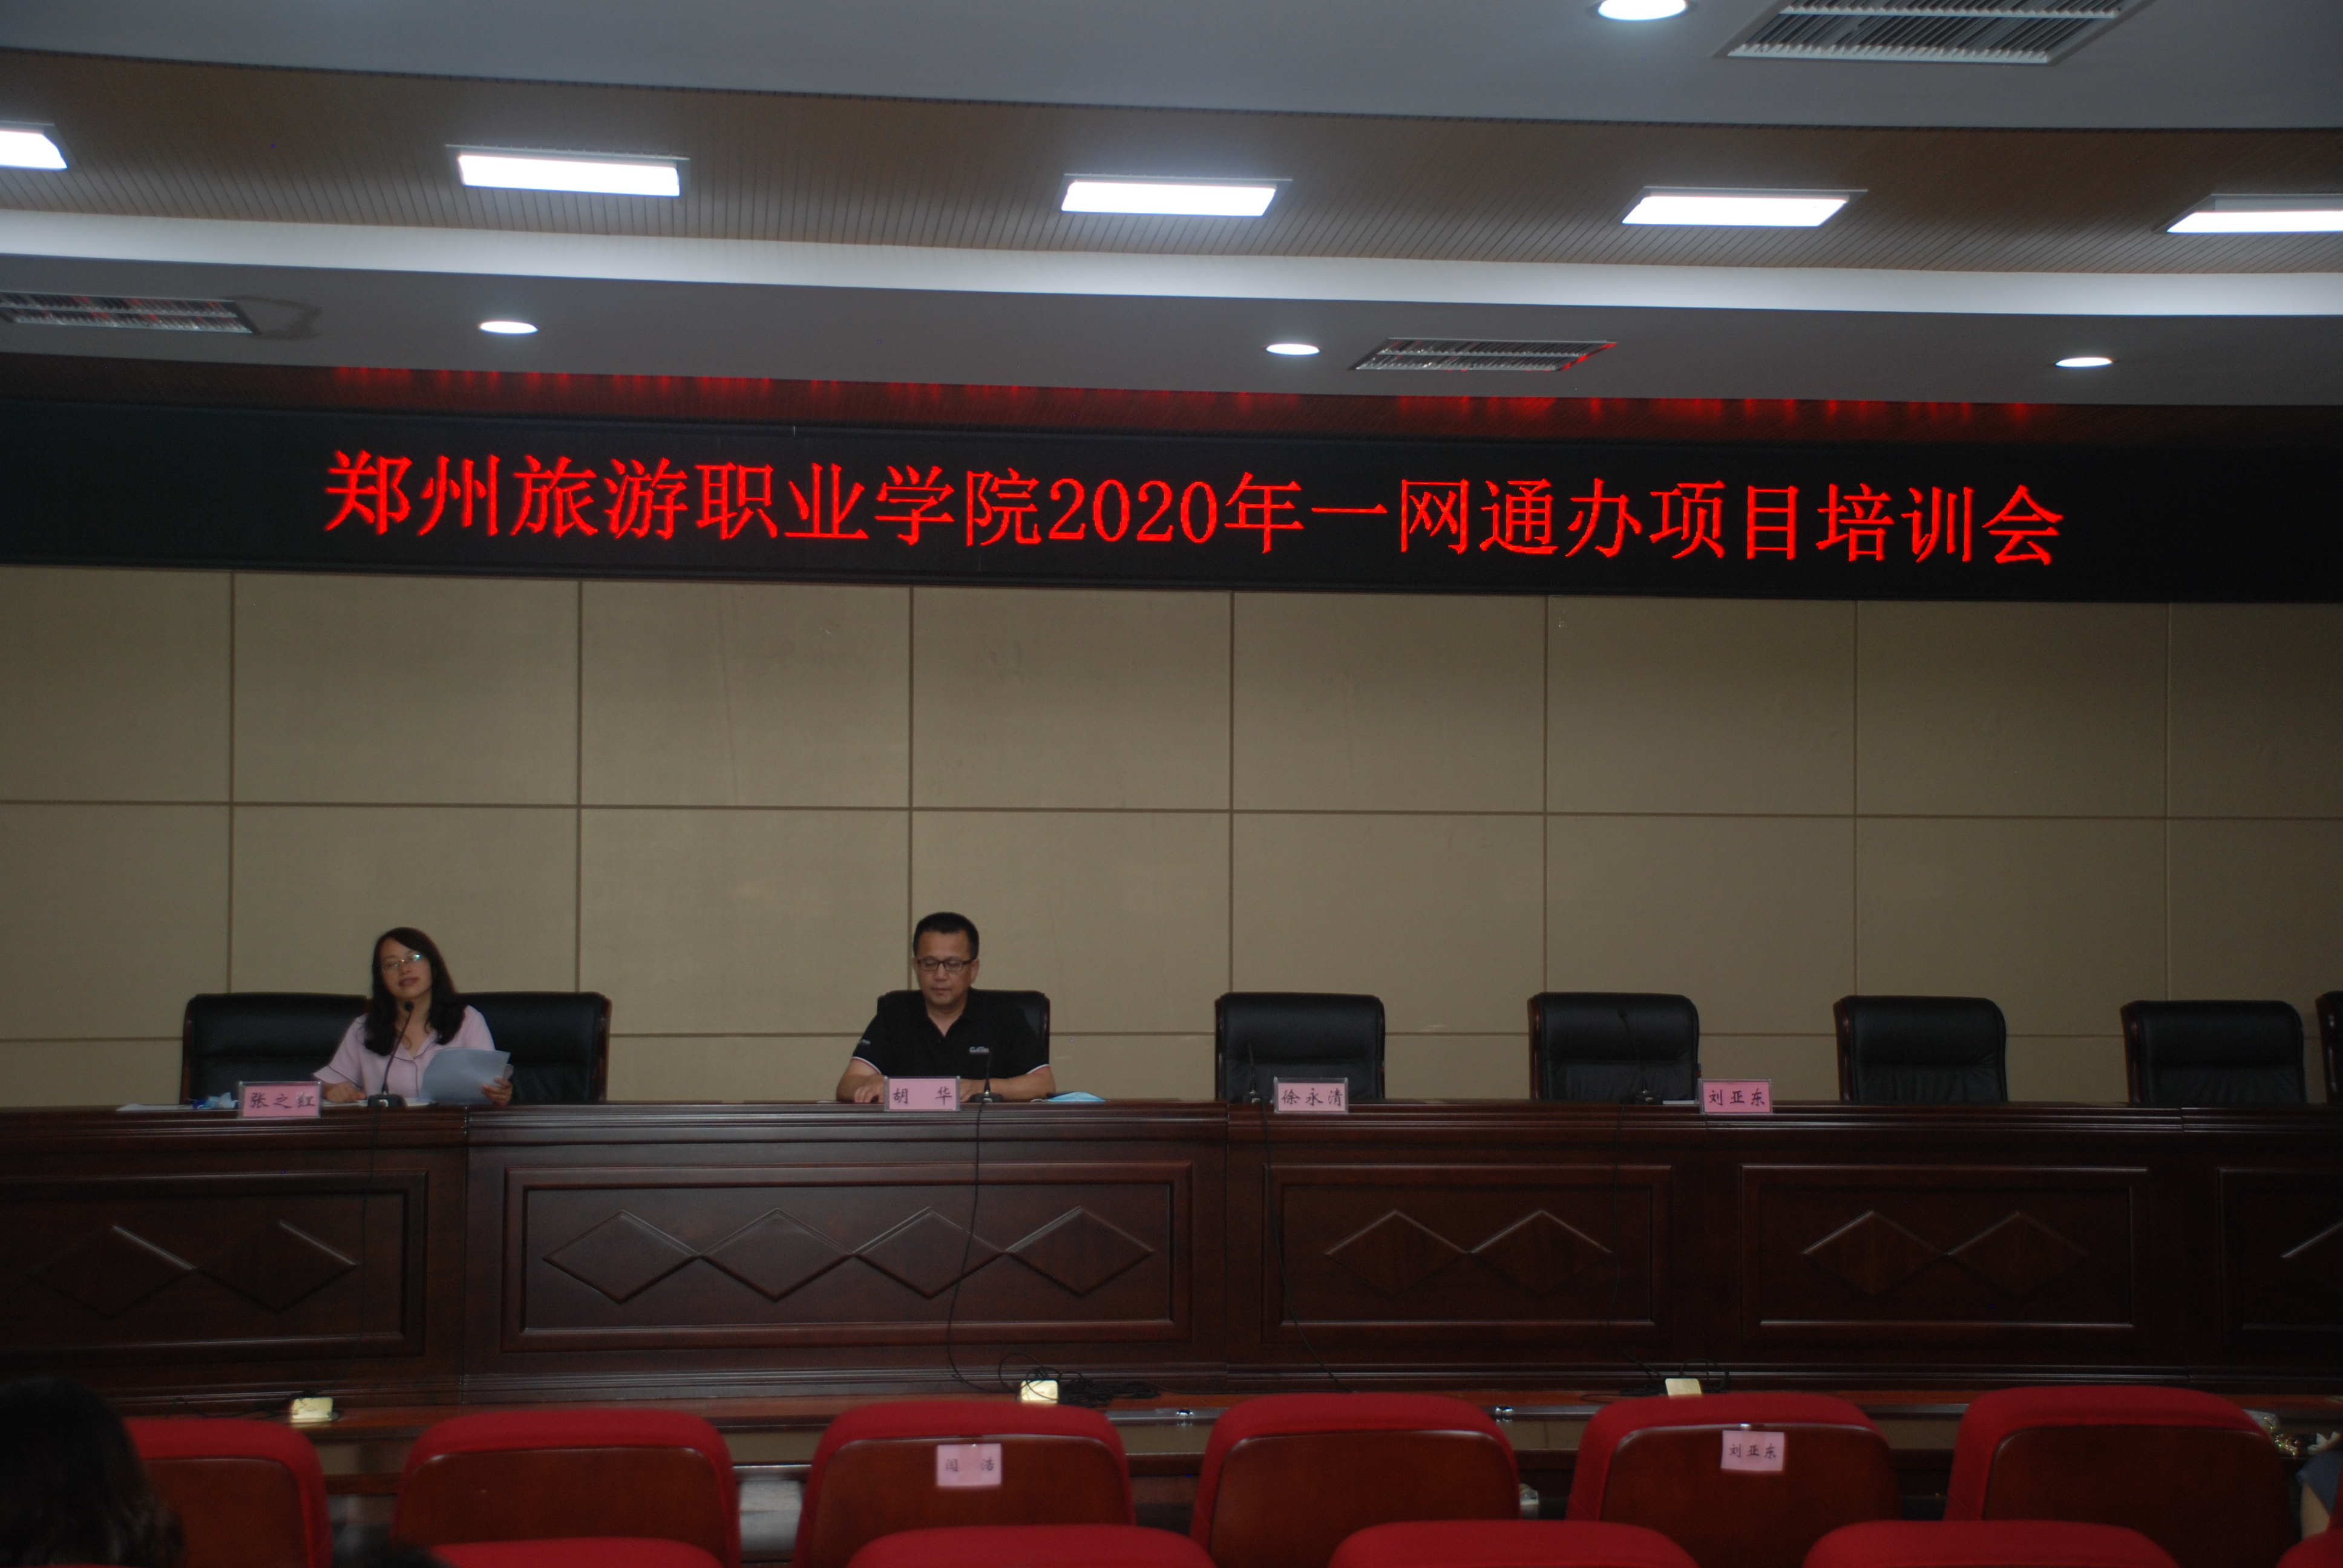 郑州旅游职业学院2020年一网通办项目培训会
张之红
胡 华
徐永清
刘亚东
刘亚东